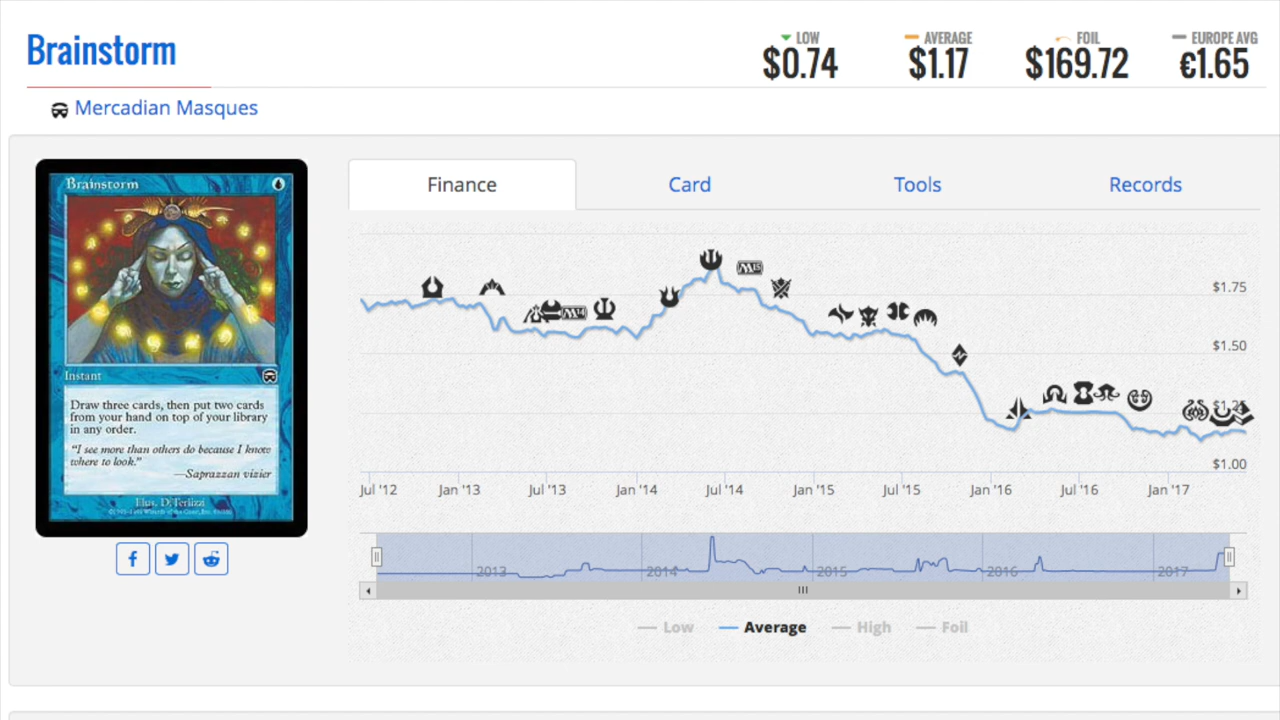 Brainstorm
LOW
$0.74
AVERAGE
$1.17
FOIL
$169.72
EUROPE AVG
€1.65
Mercadian Masques
Brainstorm
Instant
Draw three cards, then put two cards
from your hand on top of your library
in any order.
"I see more than others do because I know
where to look."
—Saprazzan vizier
Illus. D. Terlizzi
Finance
Card
Tools
Records
M15
M14
$1.75
$1.50
$1.25
$1.00
Jul '12
Jan '13
Jul '13
Jan '14
Jul '14
Jan '15
Jul '15
Jan '16
Jul '16
Jan '17
2013
2014
2015
2016
2017
Low
Average
High
Foil